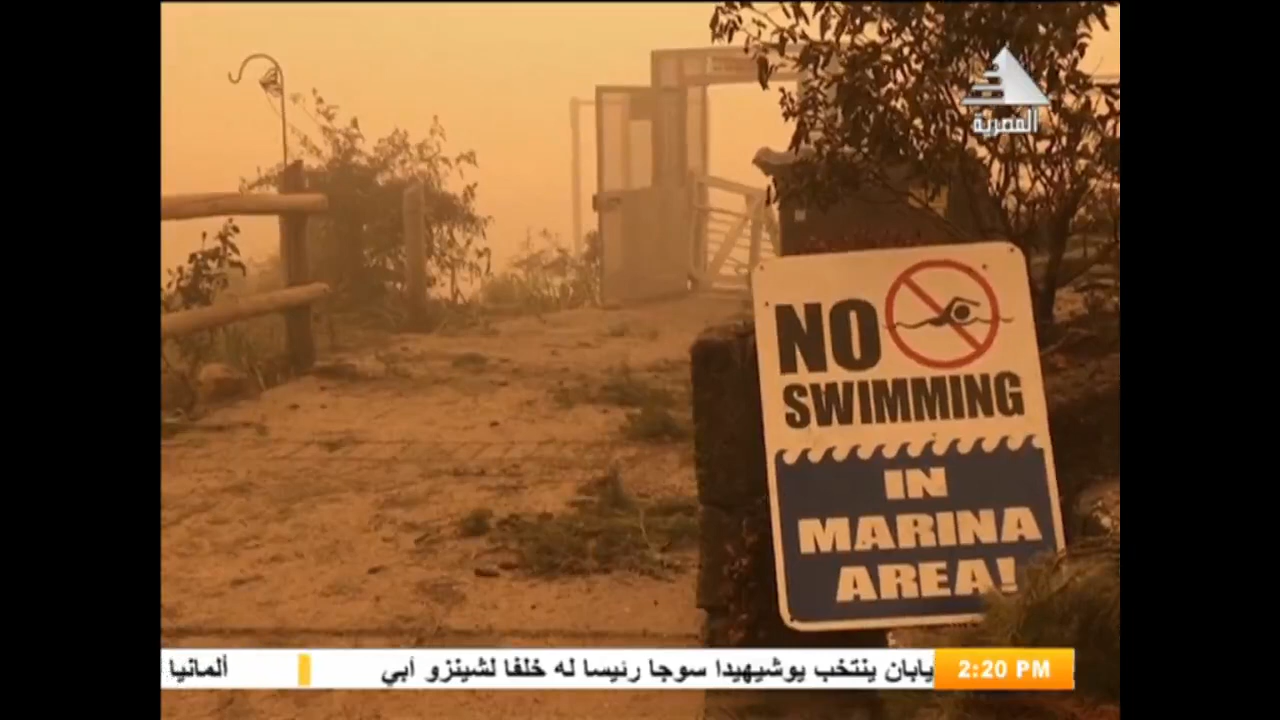 المصرية
NO
SWIMMING
IN
MARINA
AREA!
2:20 PM
يابان ينتخب يوشيهيدا سوجا رئيسا له خلفا لشينزو أبي
ألمانيا